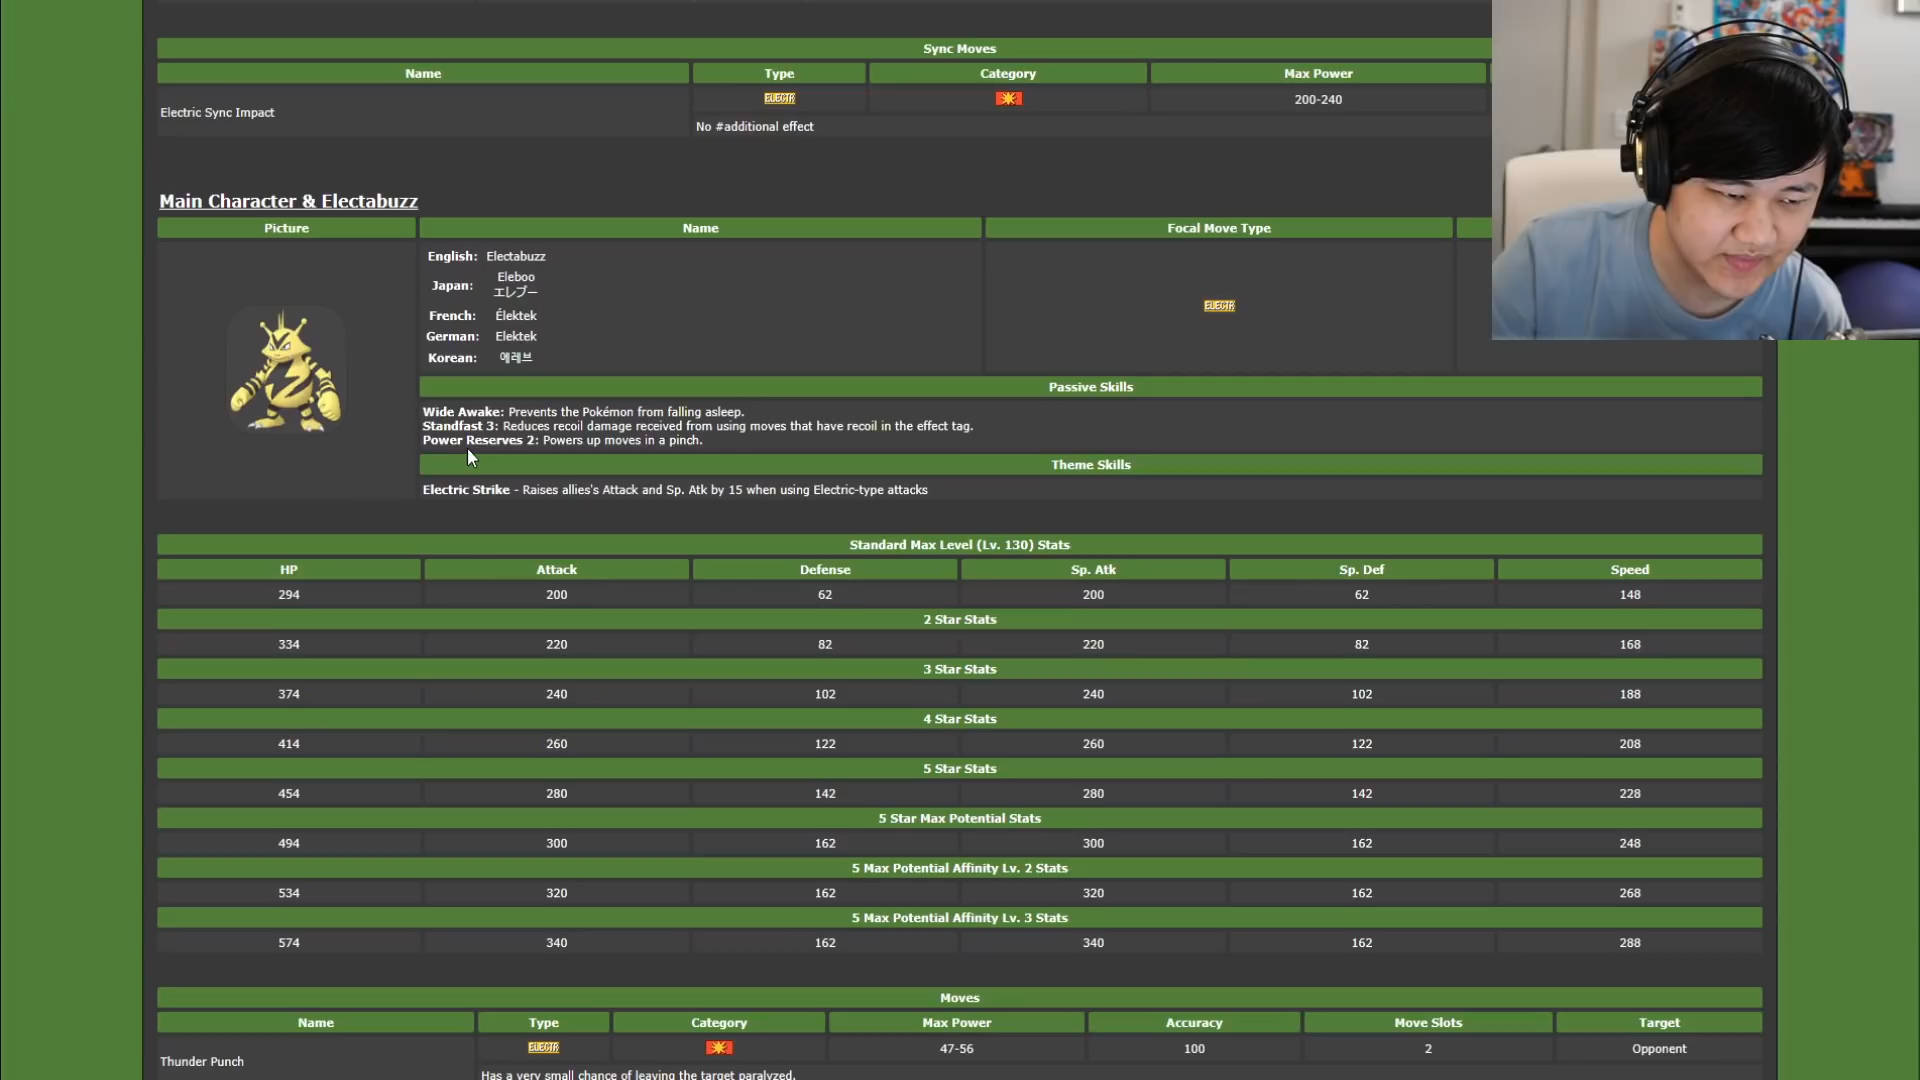 Sync Moves
Name Type Category Max Power
Electric Sync Impact ELECTR 200-240
No #additional effect
Main Character & Electabuzz
Picture Name Focal Move Type
English: Electabuzz
Japan: Eleboo
エレブー
ELECTR
French: Élektek
German: Elektek
Korean: 에레브
Passive Skills
Wide Awake: Prevents the Pokémon from falling asleep.
Standfast 3: Reduces recoil damage received from using moves that have recoil in the effect tag.
Power Reserves 2: Powers up moves in a pinch.
Theme Skills
Electric Strike - Raises allies's Attack and Sp. Atk by 15 when using Electric-type attacks
Standard Max Level (Lv. 130) Stats
HP Attack Defense Sp. Atk Sp. Def Speed
294 200 62 200 62 148
2 Star Stats
334 220 82 220 82 168
3 Star Stats
374 240 102 240 102 188
4 Star Stats
414 260 122 260 122 208
5 Star Stats
454 280 142 280 142 228
5 Star Max Potential Stats
494 300 162 300 162 248
5 Max Potential Affinity Lv. 2 Stats
534 320 162 320 162 268
5 Max Potential Affinity Lv. 3 Stats
574 340 162 340 162 288
Moves
Name Type Category Max Power Accuracy Move Slots Target
Thunder Punch ELECTR 47-56 100 2 Opponent
Has a very small chance of leaving the target paralyzed.